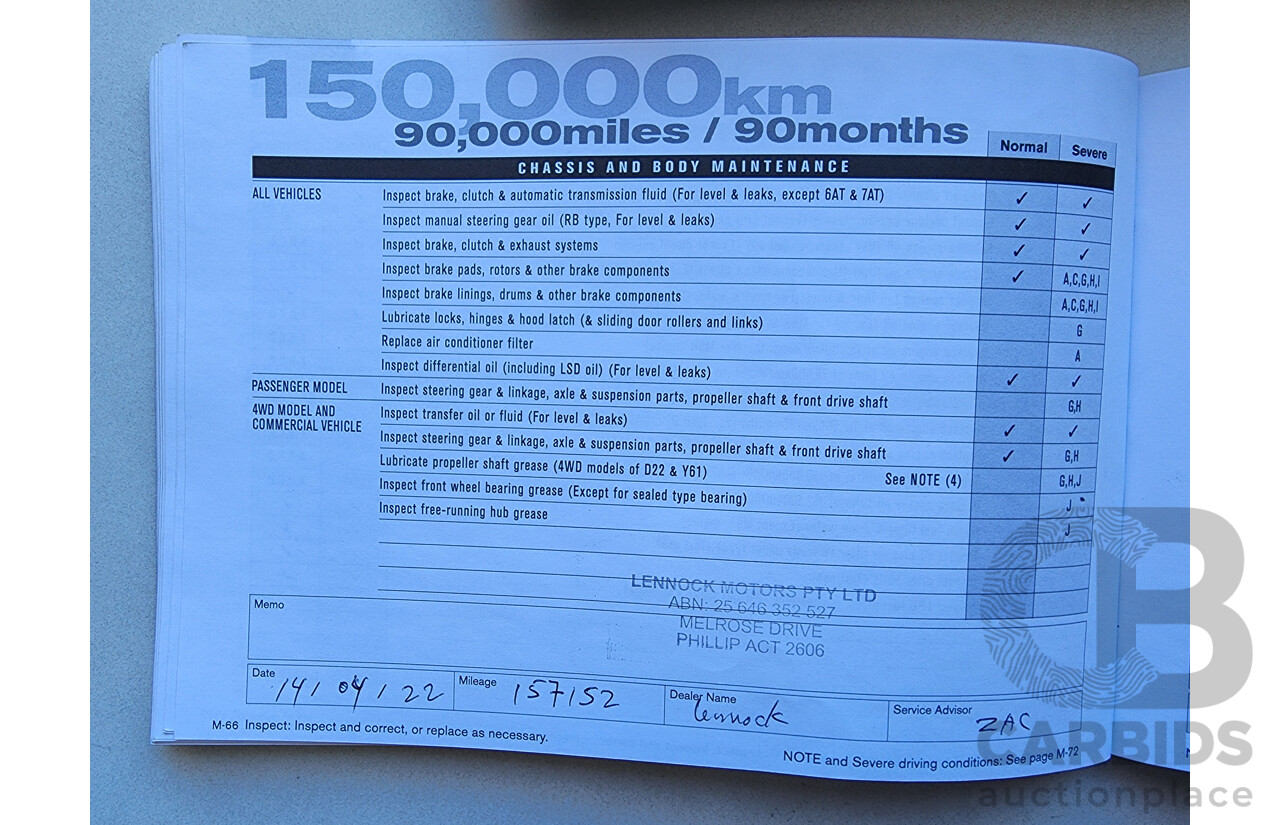 150,000km
90,000miles / 90months
Normal Severe
CHASSIS AND BODY MAINTENANCE
ALL VEHICLES Inspect brake, clutch & automatic transmission fluid (For level & leaks, except 6AT & 7AT) ✓ ✓
Inspect manual steering gear oil (RB type, For level & leaks) ✓ ✓
Inspect brake, clutch & exhaust systems ✓ ✓
Inspect brake pads, rotors & other brake components ✓ A,C,G,H,I
Inspect brake linings, drums & other brake components A,C,G,H,I
Lubricate locks, hinges & hood latch (& sliding door rollers and links) G
Replace air conditioner filter A
Inspect differential oil (including LSD oil) (For level & leaks) ✓ ✓
PASSENGER MODEL Inspect steering gear & linkage, axle & suspension parts, propeller shaft & front drive shaft G,H
4WD MODEL AND COMMERCIAL VEHICLE Inspect transfer oil or fluid (For level & leaks) ✓ ✓
Inspect steering gear & linkage, axle & suspension parts, propeller shaft & front drive shaft ✓ G,H
Lubricate propeller shaft grease (4WD models of D22 & Y61) See NOTE (4) G,H,J
Inspect front wheel bearing grease (Except for sealed type bearing) J
Inspect free-running hub grease J
LENNOCK MOTORS PTY LTD
ABN: 25 646 352 527
MELROSE DRIVE
PHILLIP ACT 2606
Memo
Date 14/04/22 Mileage 157152 Dealer Name Lennock Service Advisor ZAC
M-66 Inspect: Inspect and correct, or replace as necessary.
NOTE and Severe driving conditions: See page M-72
CB
CARBIDS
auctionplace